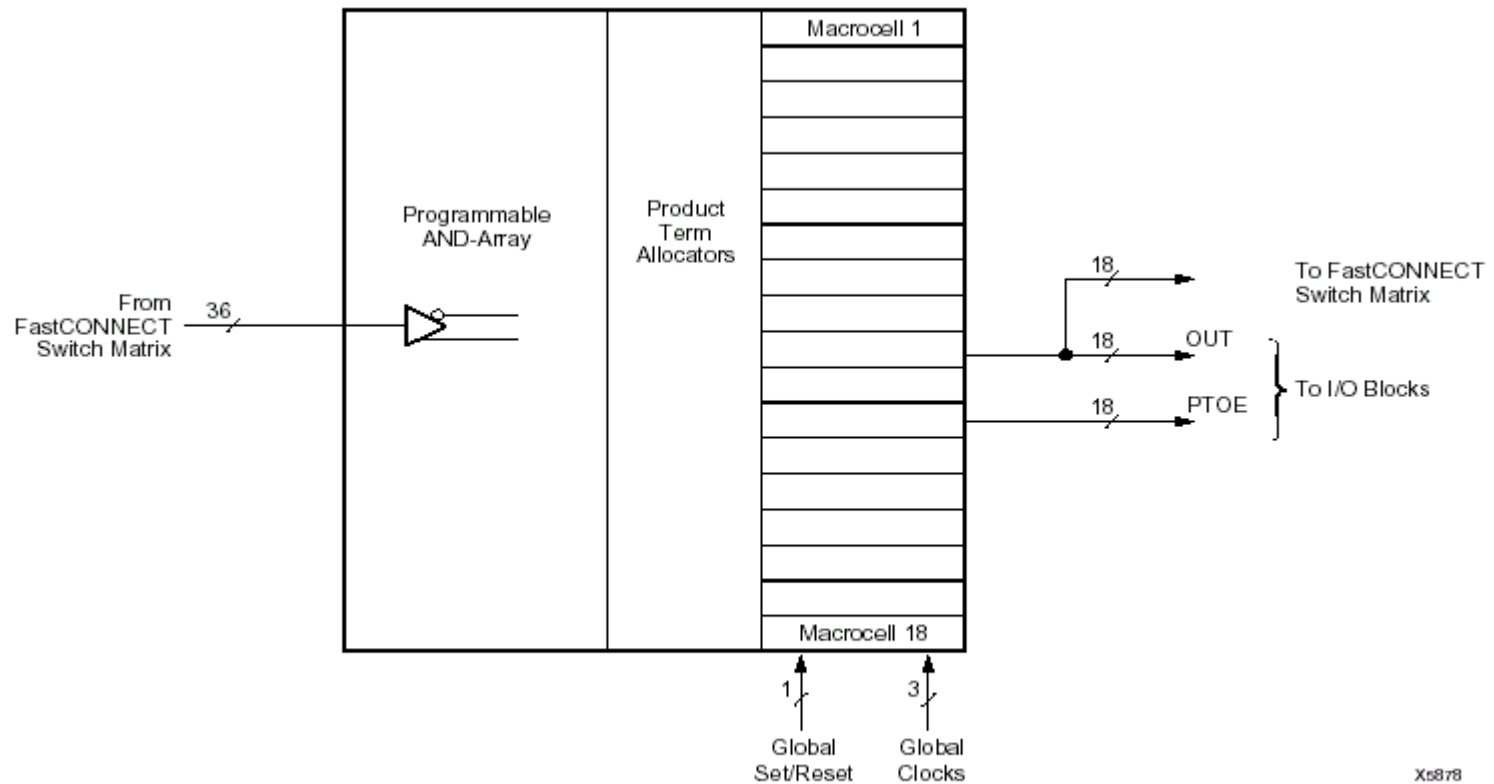 Macrocell 1
Programmable
AND-Array
Product
Term
Allocators
From
FastCONNECT
Switch Matrix
36
18
To FastCONNECT
Switch Matrix
18
OUT
To I/O Blocks
18
PTOE
Macrocell 18
1
3
Global
Set/Reset
Global
Clocks
X5878